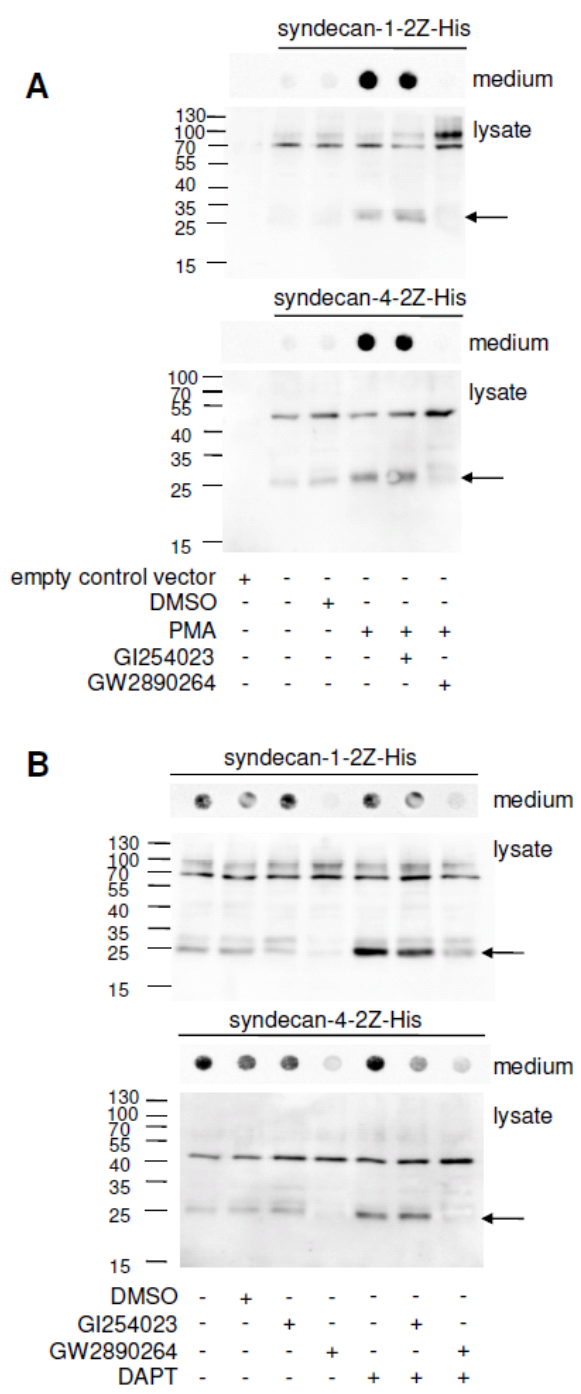 syndecan-1-2Z-His
A
medium
lysate
130
100
70
55
40
35
25
15
syndecan-4-2Z-His
medium
lysate
100
70
55
40
35
25
15
empty control vector + - - - - -
DMSO - - + - - -
PMA - - - + + +
GI254023 - - - - + -
GW2890264 - - - - - +
B
syndecan-1-2Z-His
medium
lysate
130
100
70
55
40
35
25
15
syndecan-4-2Z-His
medium
lysate
130
100
70
55
40
35
25
15
DMSO - + - - - - -
GI254023 - - + - - + -
GW2890264 - - - + - - +
DAPT - - - - + + +